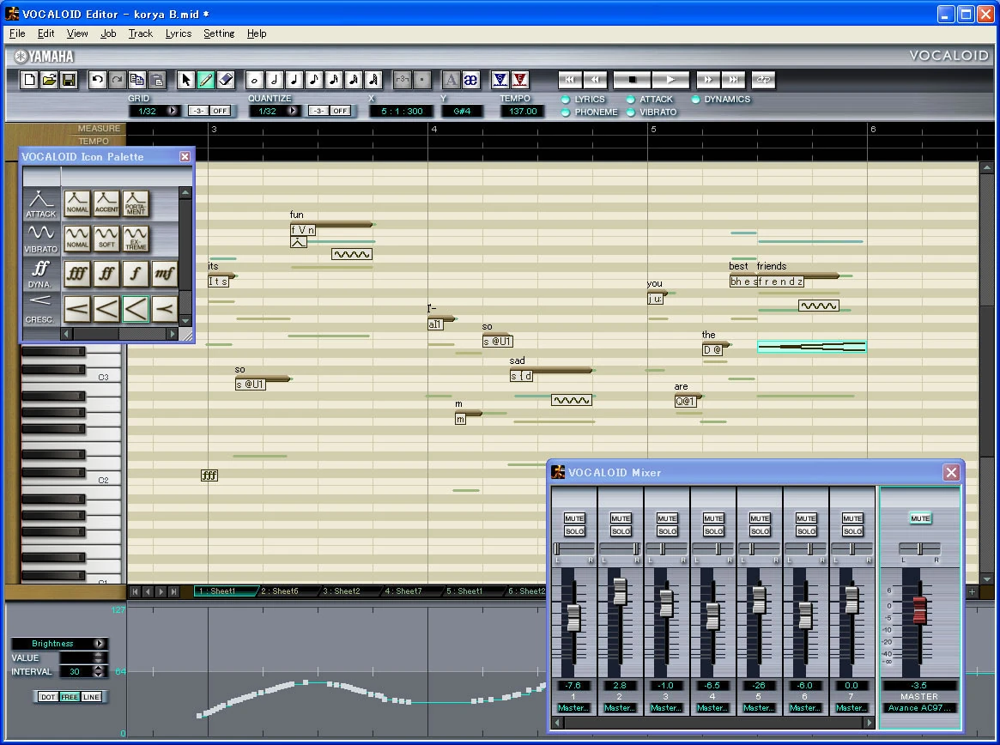 VOCALOID Editor - korya B.mid *
File Edit View Job Track Lyrics Setting Help
YAMAHA VOCALOID
GRID QUANTIZE X Y TEMPO LYRICS ATTACK DYNAMICS
1/32 -3- OFF 1/32 -3- OFF 5 : 1 : 300 G#4 137.00 PHONEME VIBRATO
MEASURE 3 4 5 6
TEMPO
VOCALOID Icon Palette
ATTACK NOMAL ACCENT PORTA-MENT
VIBRATO NOMAL SOFT EX-TREME
ff
DYNA. fff ff f mf
CRESC.
fun
f V n
its
I t s
best friends
bh e s f r e n d z
you
j u:
I'-
aI1
so
s @U1
the
D @
sad
s { d
so
s @U1
are
Q@1
m
m
fff
C3
C2
C1
1 : Sheet1 2 : Sheet6 3 : Sheet2 4 : Sheet7 5 : Sheet1 6 : Sheet2
127
Brightness
VALUE
INTERVAL 30
64
DOT FREE LINE
0
VOCALOID Mixer
MUTE MUTE MUTE MUTE MUTE MUTE MUTE MUTE
SOLO SOLO SOLO SOLO SOLO SOLO SOLO
L R L R L R L R L R L R L R L R
6
0
-5
-10
-20
-40
-∞
-7.6 2.8 -1.0 -6.5 -26 -6.0 0.0 -3.5
1 2 3 4 5 6 7 MASTER
Master... Master... Master... Master... Master... Master... Master... Avance AC97...